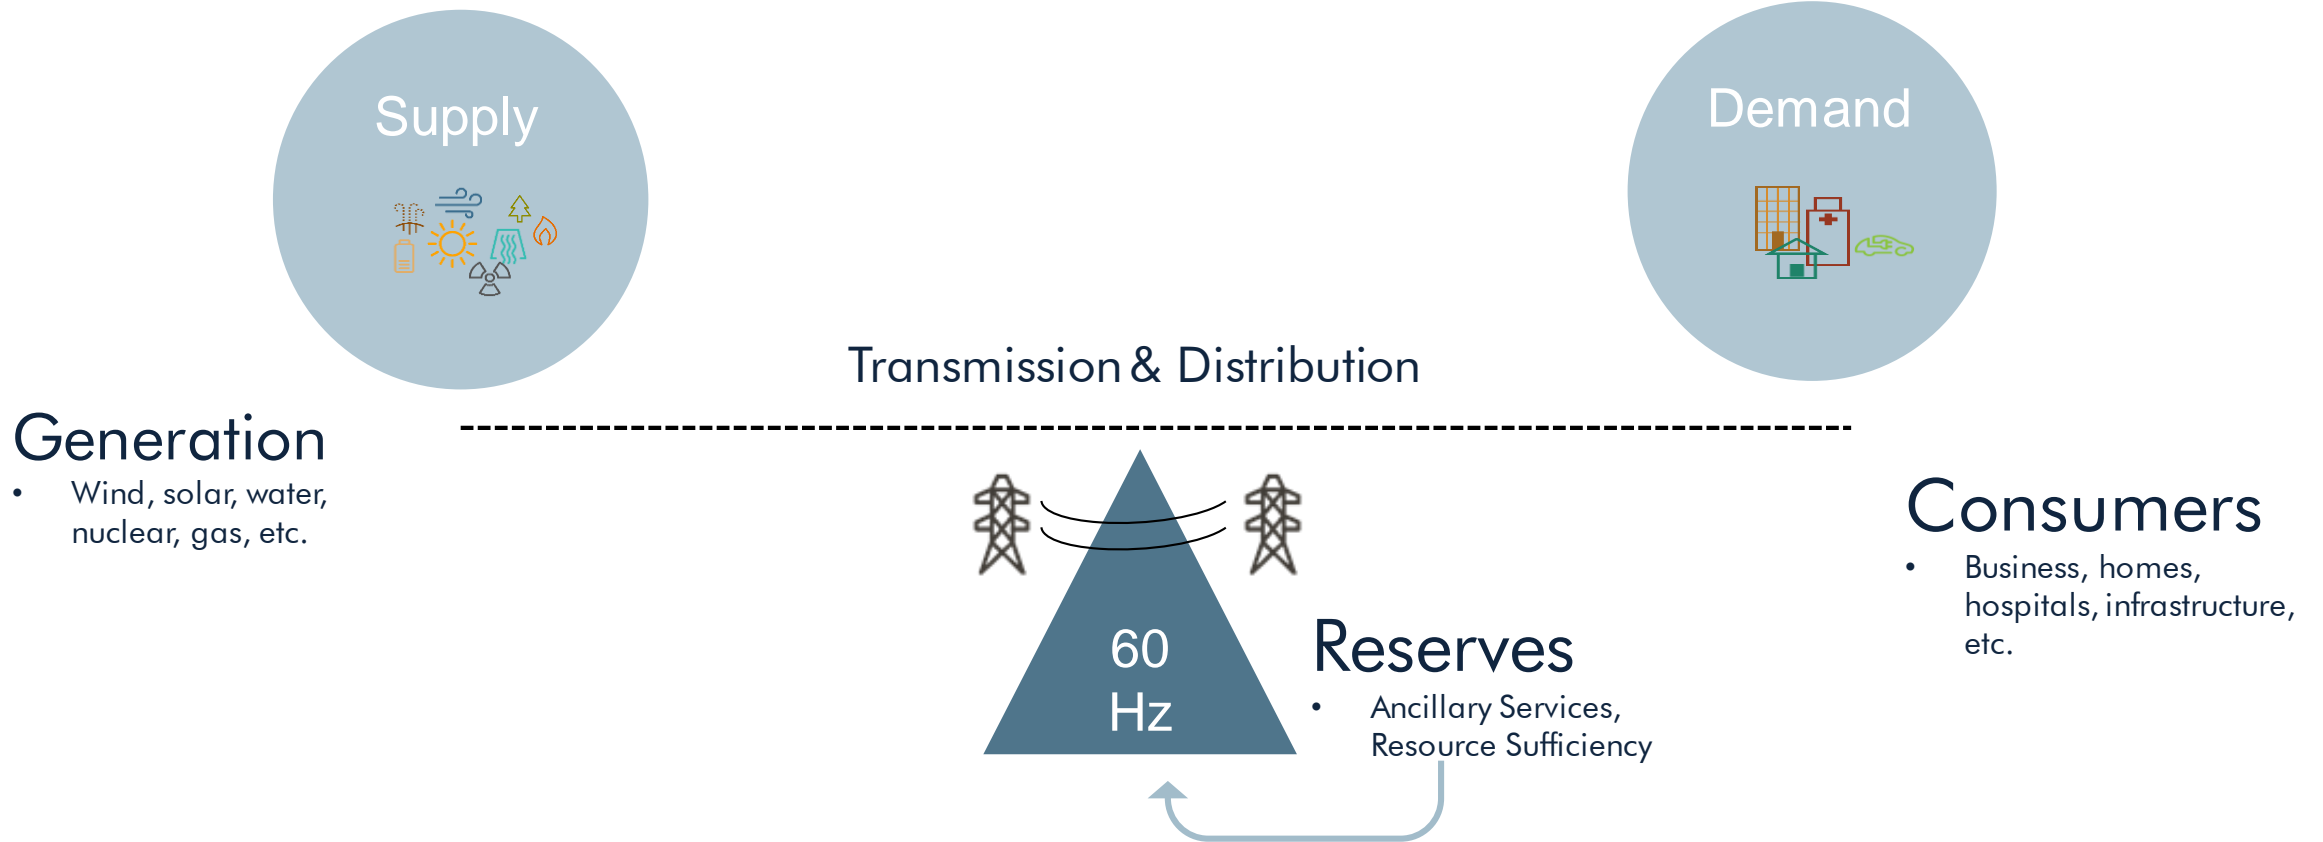 Supply
Demand
Transmission & Distribution
Generation
• Wind, solar, water,
nuclear, gas, etc.
Consumers
• Business, homes,
hospitals, infrastructure,
etc.
60
Hz
Reserves
• Ancillary Services,
Resource Sufficiency